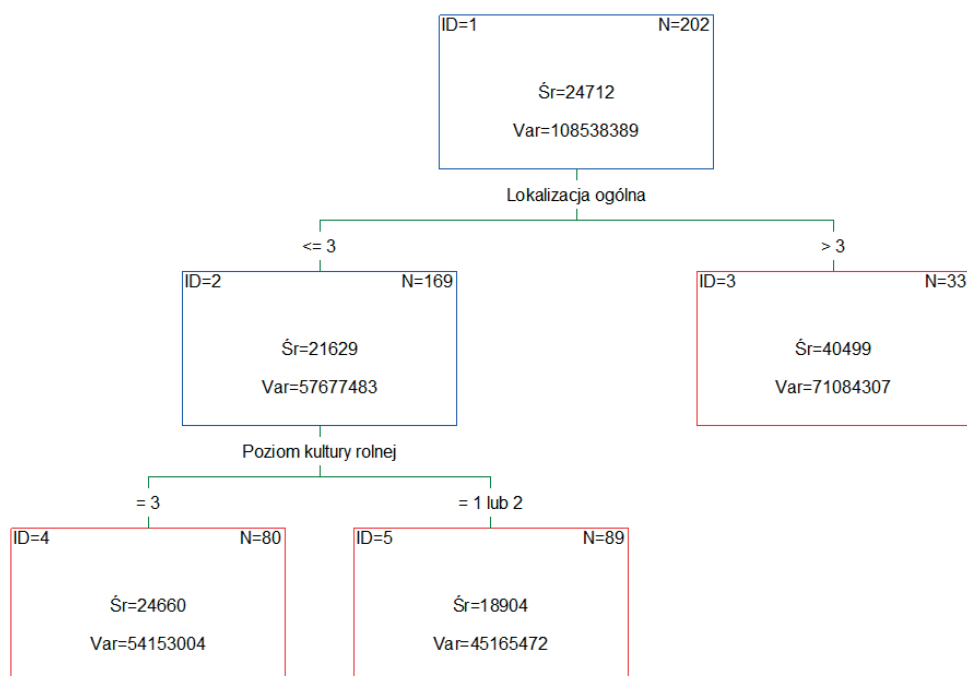 ID=1 N=202
Śr=24712
Var=108538389
Lokalizacja ogólna
<= 3 > 3
ID=2 N=169 ID=3 N=33
Śr=21629 Śr=40499
Var=57677483 Var=71084307
Poziom kultury rolnej
= 3 = 1 lub 2
ID=4 N=80 ID=5 N=89
Śr=24660 Śr=18904
Var=54153004 Var=45165472